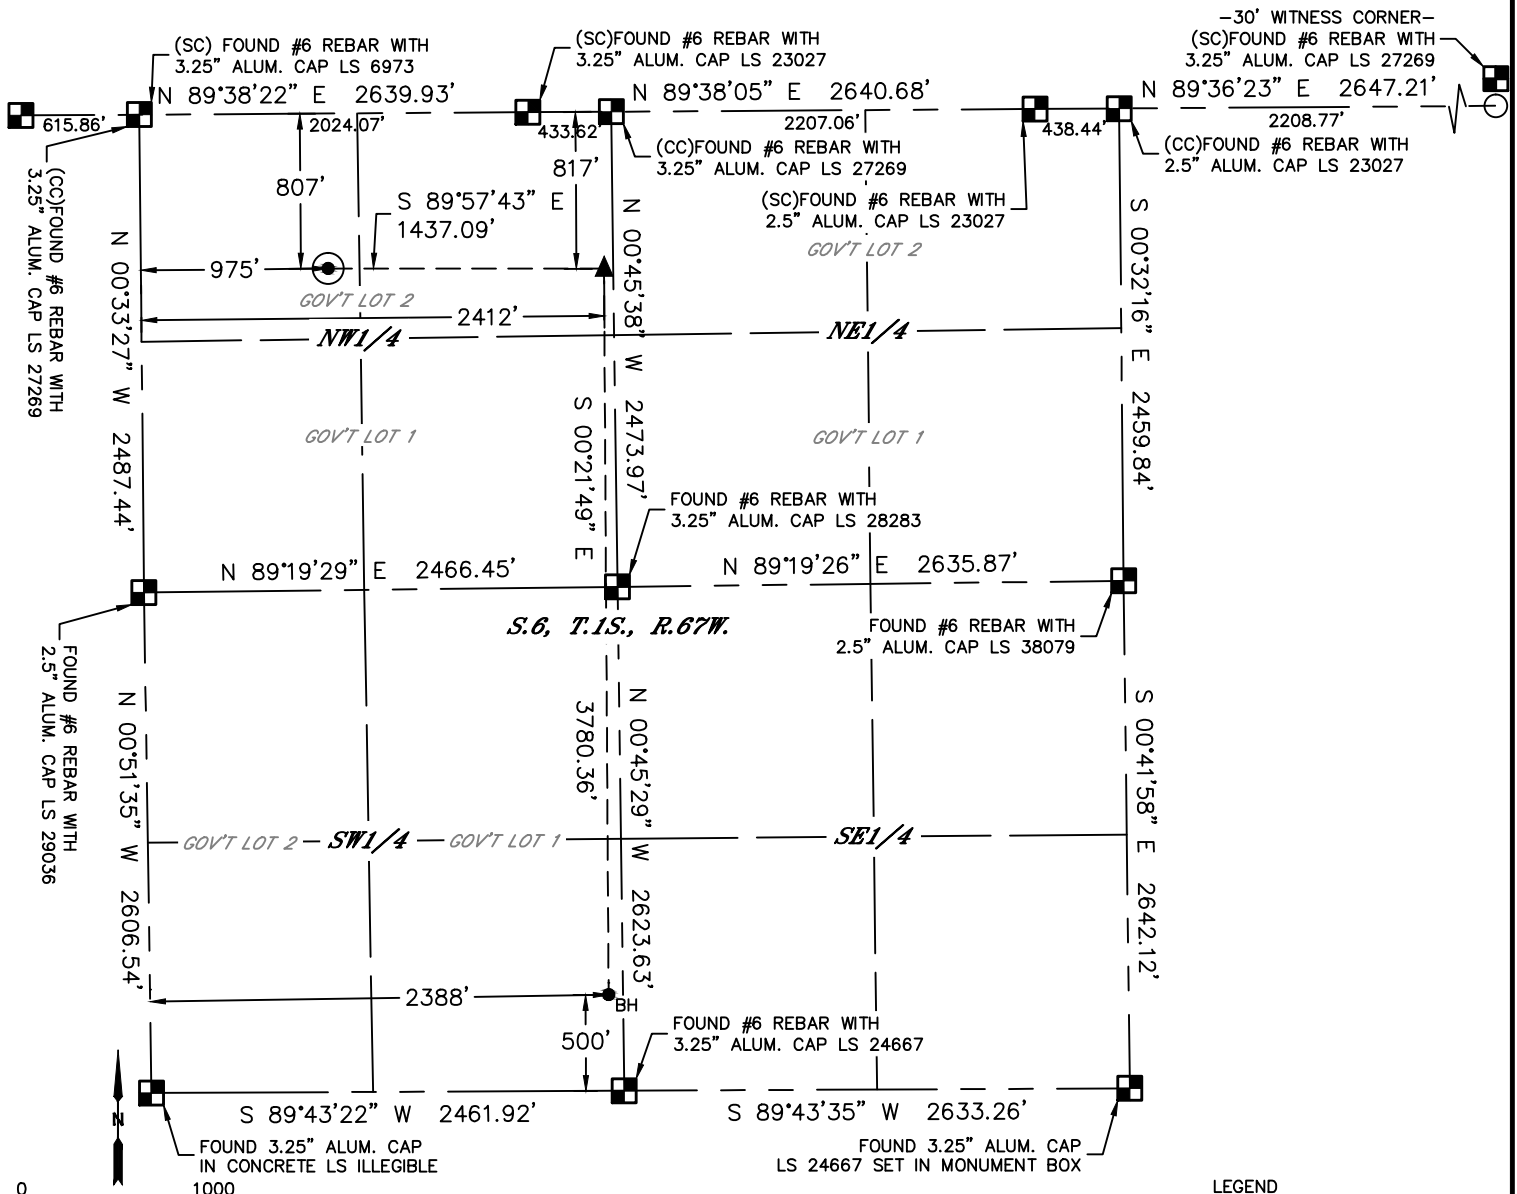 -30' WITNESS CORNER-
(SC)FOUND #6 REBAR WITH
3.25" ALUM. CAP LS 27269
(SC) FOUND #6 REBAR WITH
3.25" ALUM. CAP LS 6973
(SC)FOUND #6 REBAR WITH
3.25" ALUM. CAP LS 23027
N 89°38'22" E 2639.93'
N 89°38'05" E 2640.68'
N 89°36'23" E 2647.21'
615.86'
2024.07'
433.62'
2207.06'
438.44'
2208.77'
(CC)FOUND #6 REBAR WITH
3.25" ALUM. CAP LS 27269
(CC)FOUND #6 REBAR WITH
2.5" ALUM. CAP LS 23027
(CC)FOUND #6 REBAR WITH
3.25" ALUM. CAP LS 27269
807'
817'
S 89°57'43" E
1437.09'
(SC)FOUND #6 REBAR WITH
2.5" ALUM. CAP LS 23027
GOV'T LOT 2
975'
GOV'T LOT 2
2412'
NW1/4
NE1/4
N 00°33'27" W 2487.44'
N 00°45'38" W 2473.97'
S 00°32'16" E 2459.84'
S 00°21'49" E
3780.36'
GOV'T LOT 1
GOV'T LOT 1
FOUND #6 REBAR WITH
3.25" ALUM. CAP LS 28283
N 89°19'29" E 2466.45'
N 89°19'26" E 2635.87'
S.6, T.1S., R.67W.
FOUND #6 REBAR WITH
2.5" ALUM. CAP LS 38079
FOUND #6 REBAR WITH
2.5" ALUM. CAP LS 29036
N 00°51'35" W 2606.54'
N 00°45'29" W 2623.63'
S 00°41'58" E 2642.12'
GOV'T LOT 2
SW1/4
GOV'T LOT 1
SE1/4
2388'
BH
500'
FOUND #6 REBAR WITH
3.25" ALUM. CAP LS 24667
N
S 89°43'22" W 2461.92'
S 89°43'35" W 2633.26'
FOUND 3.25" ALUM. CAP
IN CONCRETE LS ILLEGIBLE
FOUND 3.25" ALUM. CAP
LS 24667 SET IN MONUMENT BOX
0 1000
LEGEND